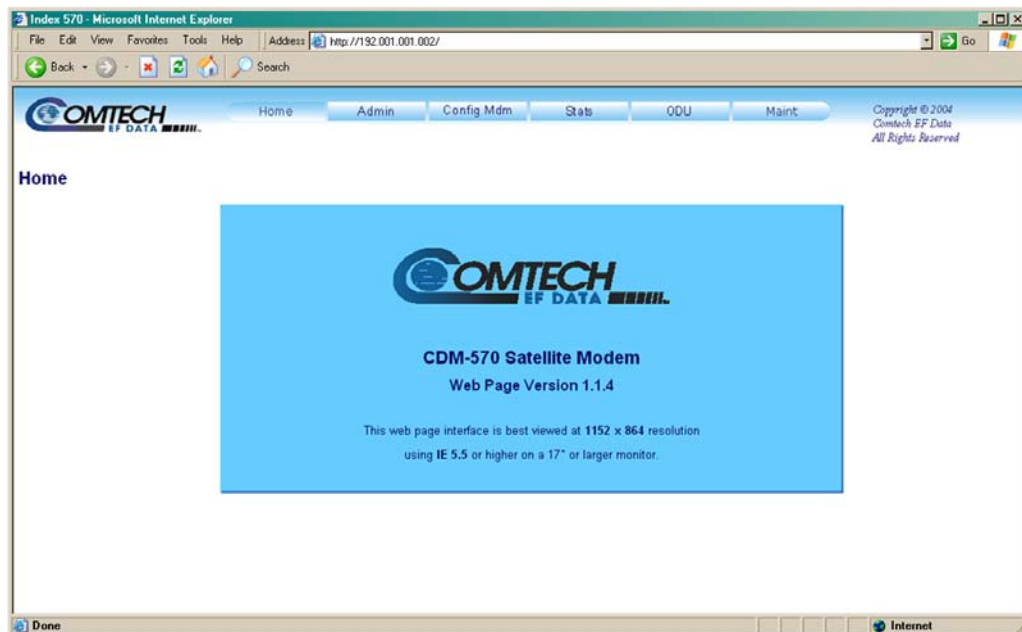 Index 570 - Microsoft Internet Explorer
File Edit View Favorites Tools Help Address http://192.001.001.002/ Go
Back Search
COMTECH
EF DATA
Home Admin Config Mdm Stats ODU Maint
Copyright © 2004
Comtech EF Data
All Rights Reserved
Home
COMTECH
EF DATA
CDM-570 Satellite Modem
Web Page Version 1.1.4
This web page interface is best viewed at 1152 x 864 resolution
using IE 5.5 or higher on a 17" or larger monitor.
Done Internet